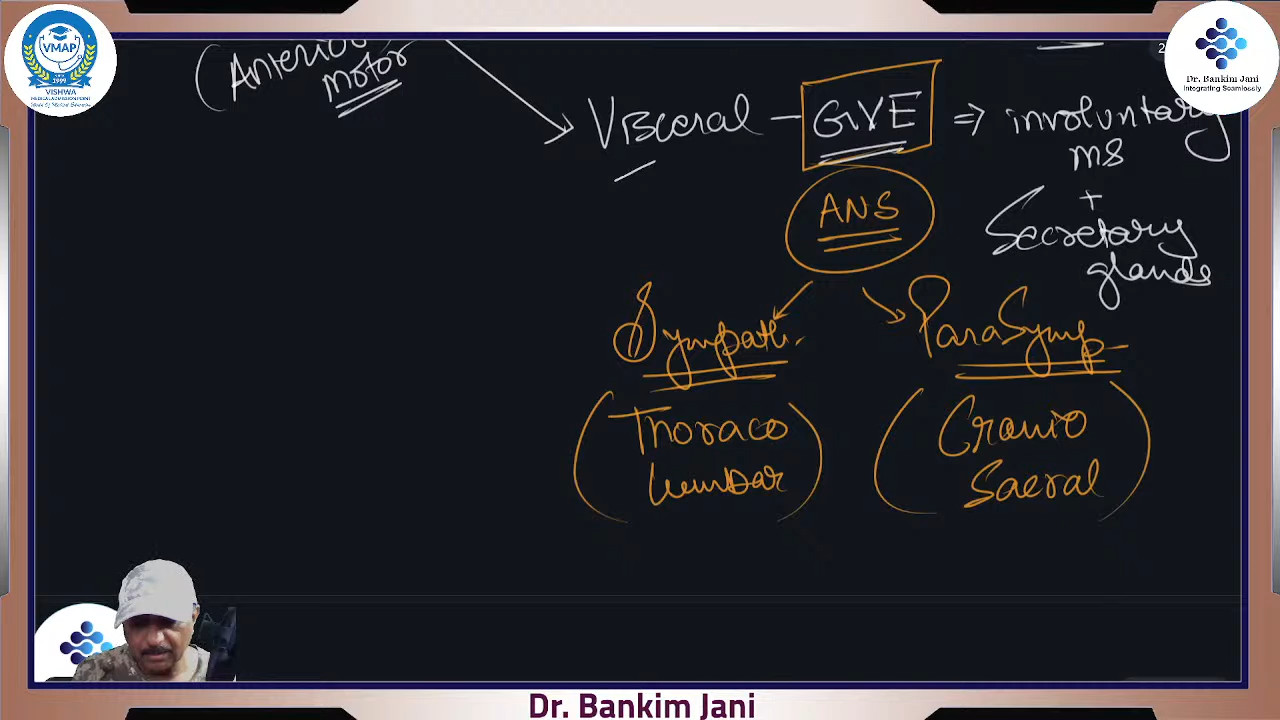 VMAP
VISHWA
Dr. Bankim Jani
Integrating Seamlessly
2
(Anterior
motor
Visceral - GVE ⇒ involuntary
ms
+
Secretary
glands
ANS
Sympath. ParaSymp
(Thoraco lumbar)
(Cranio Sacral)
Dr. Bankim Jani